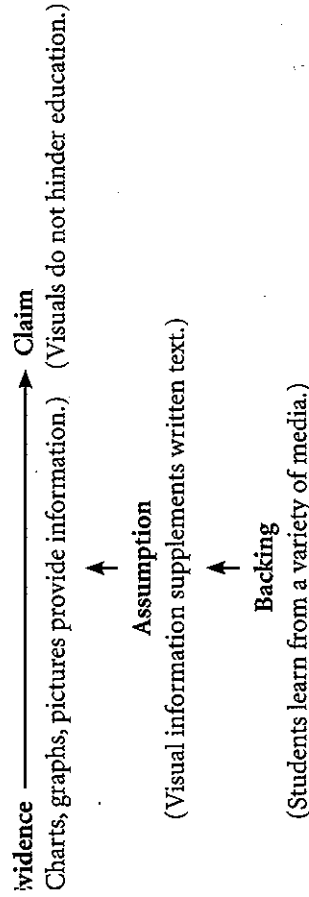 vidence Claim
Charts, graphs, pictures provide information.) (Visuals do not hinder education.)
Assumption
(Visual information supplements written text.)
Backing
(Students learn from a variety of media.)